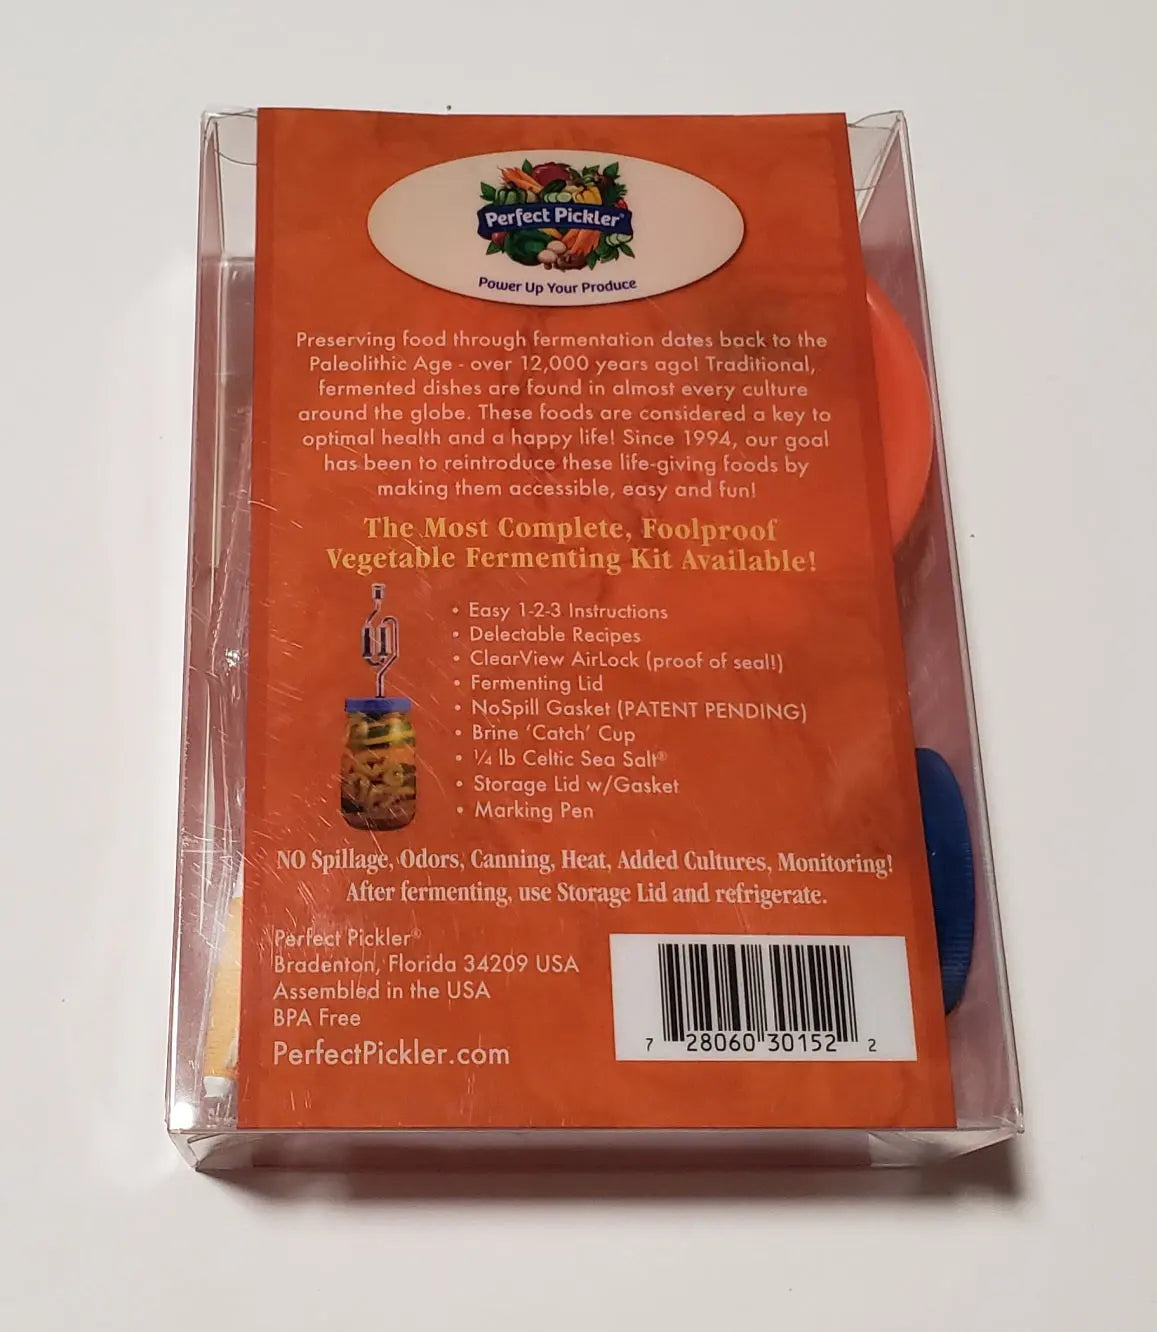 Perfect Pickler®
Power Up Your Produce
Preserving food through fermentation dates back to the
Paleolithic Age - over 12,000 years ago! Traditional,
fermented dishes are found in almost every culture
around the globe. These foods are considered a key to
optimal health and a happy life! Since 1994, our goal
has been to reintroduce these life-giving foods by
making them accessible, easy and fun!
The Most Complete, Foolproof
Vegetable Fermenting Kit Available!
• Easy 1-2-3 Instructions
• Delectable Recipes
• ClearView AirLock (proof of seal!)
• Fermenting Lid
• NoSpill Gasket (PATENT PENDING)
• Brine ‘Catch’ Cup
• ¼ lb Celtic Sea Salt®
• Storage Lid w/Gasket
• Marking Pen
NO Spillage, Odors, Canning, Heat, Added Cultures, Monitoring!
After fermenting, use Storage Lid and refrigerate.
Perfect Pickler®
Bradenton, Florida 34209 USA
Assembled in the USA
BPA Free
PerfectPickler.com
7 28060 30152 2